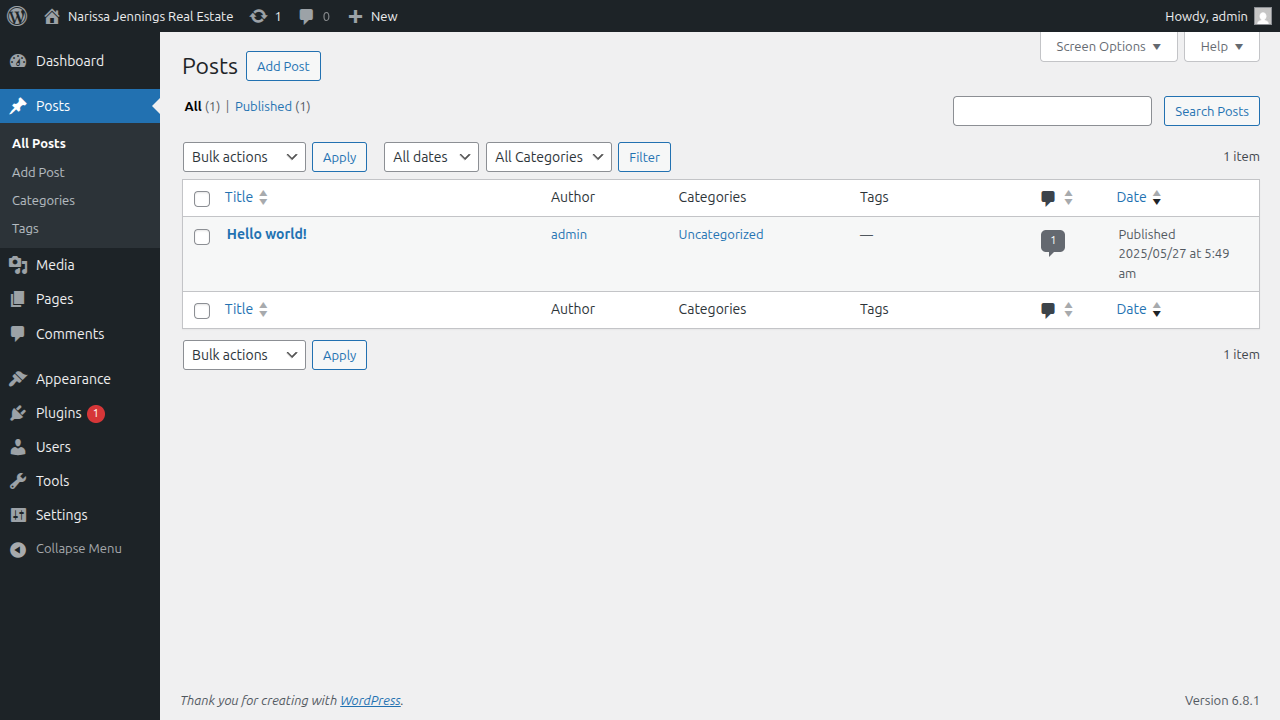 Narissa Jennings Real Estate 1 0 New Howdy, admin
Dashboard
Posts
All Posts
Add Post
Categories
Tags
Media
Pages
Comments
Appearance
Plugins 1
Users
Tools
Settings
Collapse Menu
Screen Options Help
Posts Add Post
All (1) | Published (1)
Search Posts
Bulk actions Apply All dates All Categories Filter 1 item
Title Author Categories Tags Date
Hello world! admin Uncategorized — 1 Published
2025/05/27 at 5:49
am
Title Author Categories Tags Date
Bulk actions Apply 1 item
Thank you for creating with WordPress. Version 6.8.1